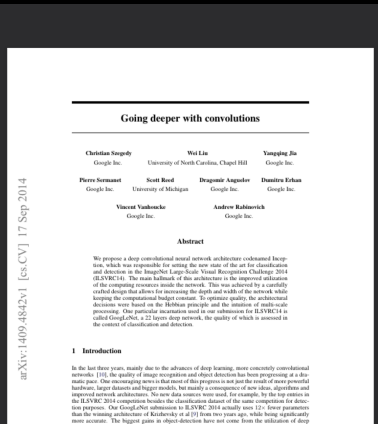 Going deeper with convolutions
Christian Szegedy
Google Inc.
Wei Liu
University of North Carolina, Chapel Hill
Yangqing Jia
Google Inc.
Pierre Sermanet
Google Inc.
Scott Reed
University of Michigan
Dragomir Anguelov
Google Inc.
Dumitru Erhan
Google Inc.
Vincent Vanhoucke
Google Inc.
Andrew Rabinovich
Google Inc.
Abstract
We propose a deep convolutional neural network architecture codenamed Incep-
tion, which was responsible for setting the new state of the art for classification
and detection in the ImageNet Large-Scale Visual Recognition Challenge 2014
(ILSVRC14). The main hallmark of this architecture is the improved utilization
of the computing resources inside the network. This was achieved by a carefully
crafted design that allows for increasing the depth and width of the network while
keeping the computational budget constant. To optimize quality, the architectural
decisions were based on the Hebbian principle and the intuition of multi-scale
processing. One particular incarnation used in our submission for ILSVRC14 is
called GoogLeNet, a 22 layers deep network, the quality of which is assessed in
the context of classification and detection.
1 Introduction
In the last three years, mainly due to the advances of deep learning, more concretely convolutional
networks [10], the quality of image recognition and object detection has been progressing at a dra-
matic pace. One encouraging news is that most of this progress is not just the result of more powerful
hardware, larger datasets and bigger models, but mainly a consequence of new ideas, algorithms and
improved network architectures. No new data sources were used, for example, by the top entries in
the ILSVRC 2014 competition besides the classification dataset of the same competition for detec-
tion purposes. Our GoogLeNet submission to ILSVRC 2014 actually uses 12× fewer parameters
than the winning architecture of Krizhevsky et al [9] from two years ago, while being significantly
more accurate. The biggest gains in object-detection have not come from the utilization of deep
arXiv:1409.4842v1 [cs.CV] 17 Sep 2014